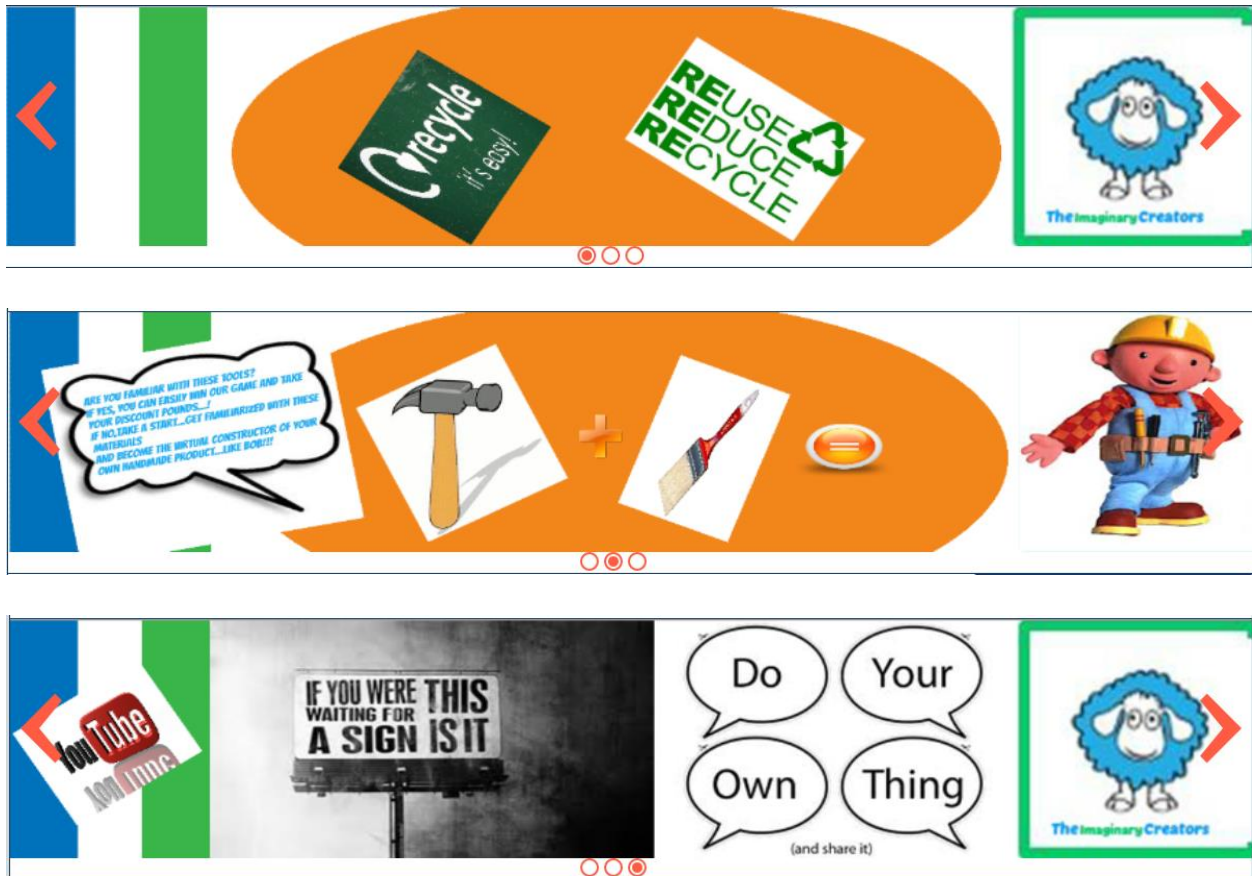 recycle
it's easy!
REUSE
REDUCE
RECYCLE
The Imaginary Creators
ARE YOU FAMILIAR WITH THESE TOOLS?
IF YES, YOU CAN EASILY WIN OUR GAME AND TAKE
YOUR DISCOUNT POUNDS....!
IF NO,TAKE A START...GET FAMILIARIZED WITH THESE
MATERIALS
AND BECOME THE VIRTUAL CONSTRUCTOR OF YOUR
OWN HANDMADE PRODUCT...LIKE BOB!!!
YouTube
IF YOU WERE
WAITING FOR
A SIGN
THIS
IS IT
Do
Your
Own
Thing
(and share it)
The Imaginary Creators